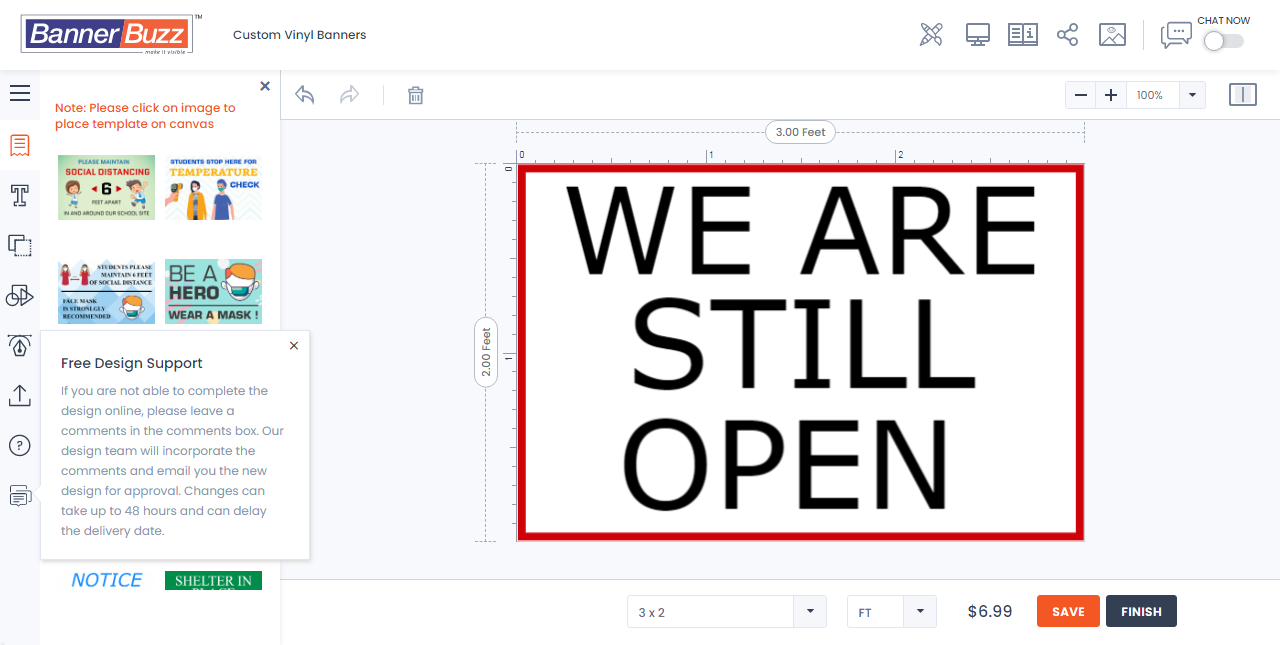 BannerBuzz
TM
make it visible
Custom Vinyl Banners
CHAT NOW
Note: Please click on image to
place template on canvas
100%
3.00 Feet
0
1
2
0
1
2.00 Feet
PLEASE MAINTAIN
SOCIAL DISTANCING
6
FEET APART
IN AND AROUND OUR SCHOOL SITE
STUDENTS STOP HERE FOR
TEMPERATURE
CHECK
STUDENTS PLEASE
MAINTAIN 6 FEET
OF SOCIAL DISTANCE
FACE MASK
IS STRONLGLY
RECOMMENDED
BE A
HERO
WEAR A MASK !
WE ARE
STILL
OPEN
Free Design Support
If you are not able to complete the
design online, please leave a
comments in the comments box. Our
design team will incorporate the
comments and email you the new
design for approval. Changes can
take up to 48 hours and can delay
the delivery date.
NOTICE
SHELTER IN
PLACE
3 x 2
FT
$6.99
SAVE
FINISH